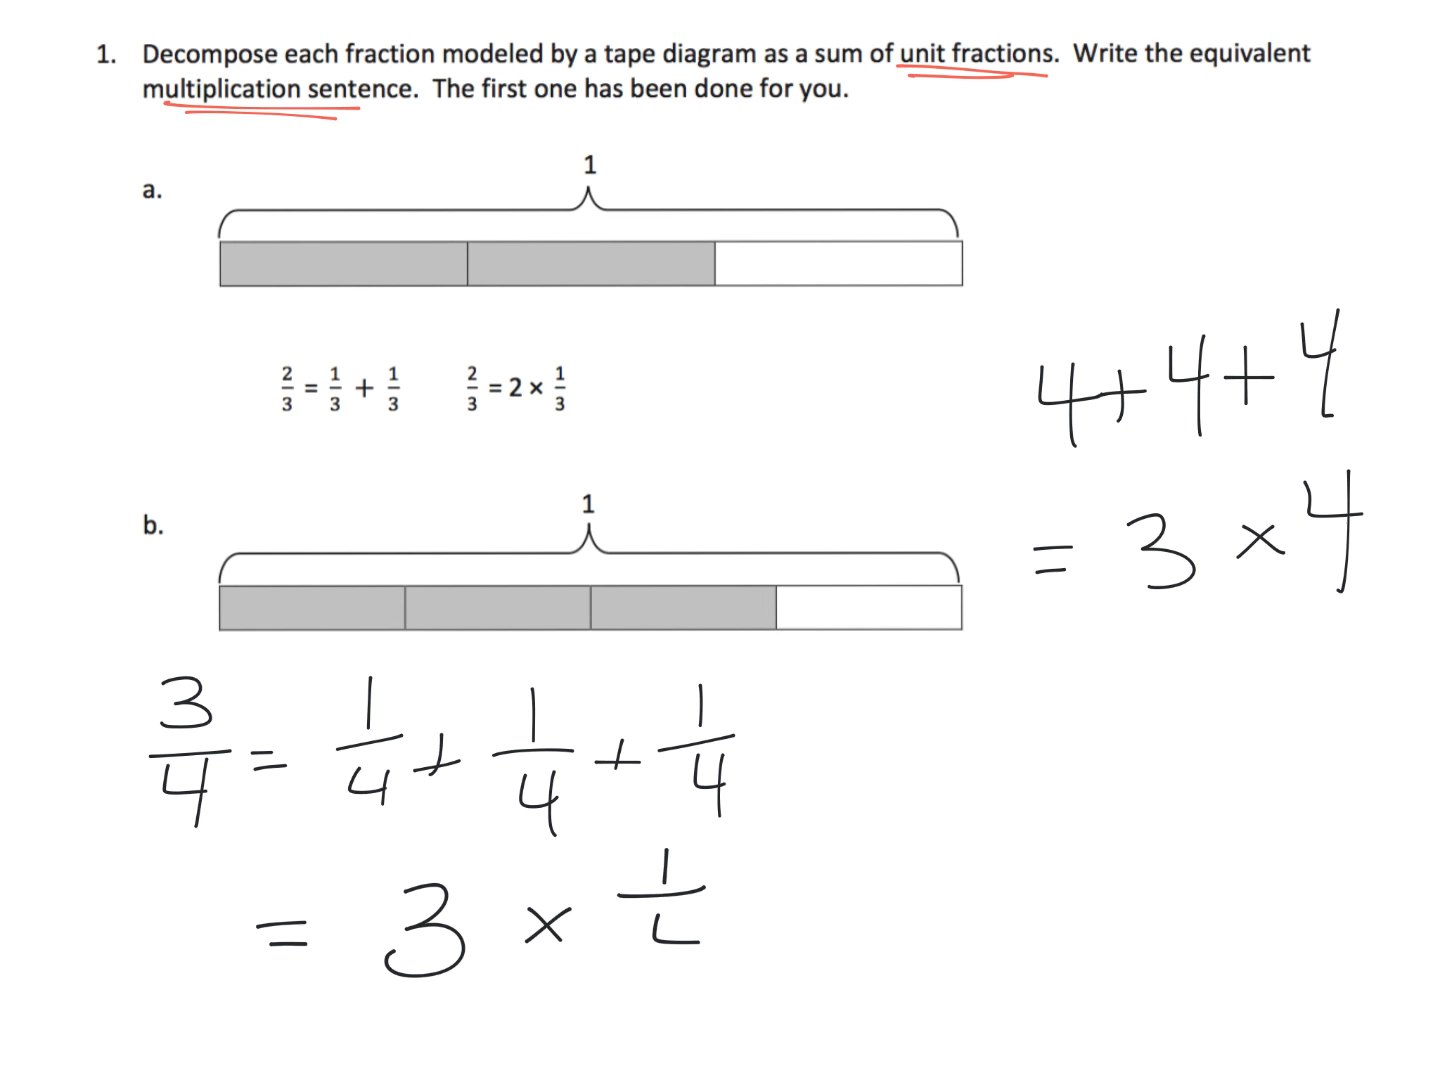 1. Decompose each fraction modeled by a tape diagram as a sum of unit fractions. Write the equivalent
multiplication sentence. The first one has been done for you.
1
a.
2/3 = 1/3 + 1/3    2/3 = 2 × 1/3
4 + 4 + 4
= 3 × 4
1
b.
3/4 = 1/4 + 1/4 + 1/4
= 3 × 1/